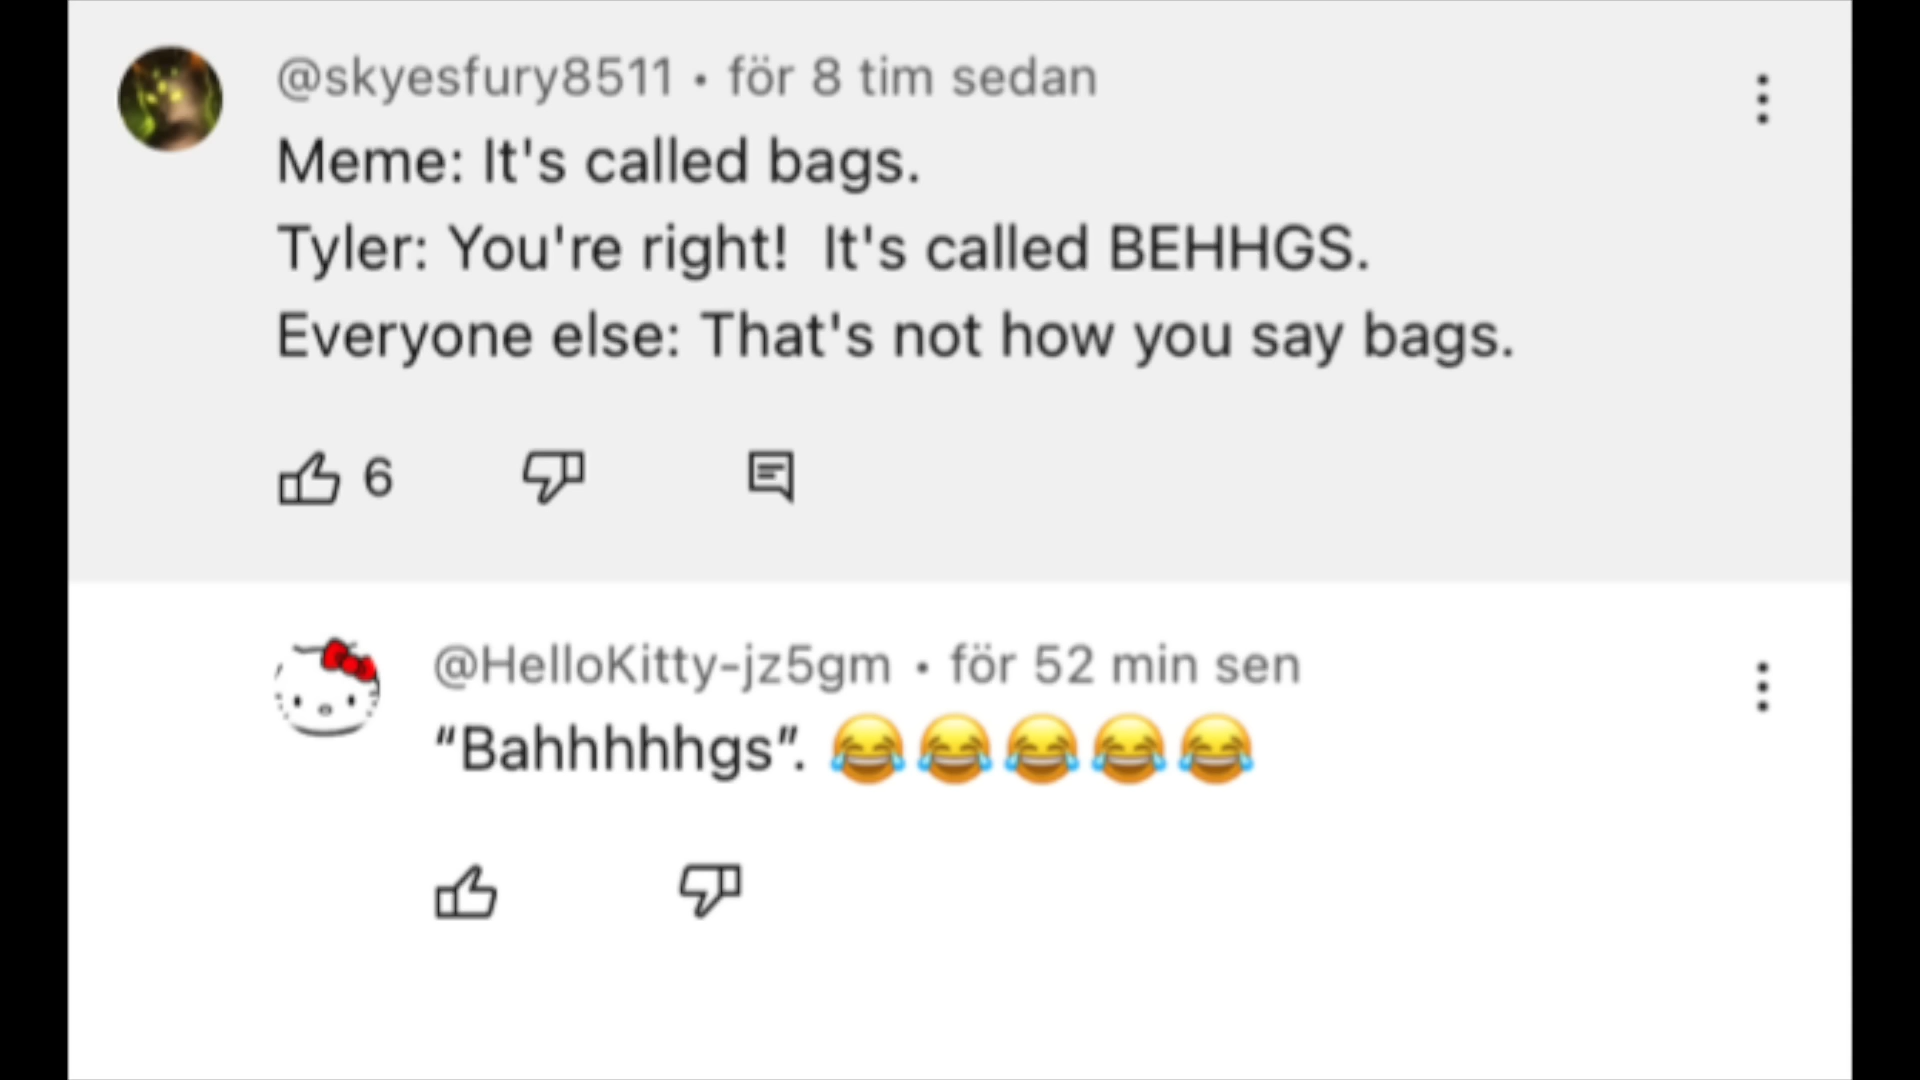 @skyesfury8511 • för 8 tim sedan
Meme: It's called bags.
Tyler: You're right!  It's called BEHHGS.
Everyone else: That's not how you say bags.
6
@HelloKitty-jz5gm • för 52 min sen
“Bahhhhhgs”. 😂😂😂😂😂